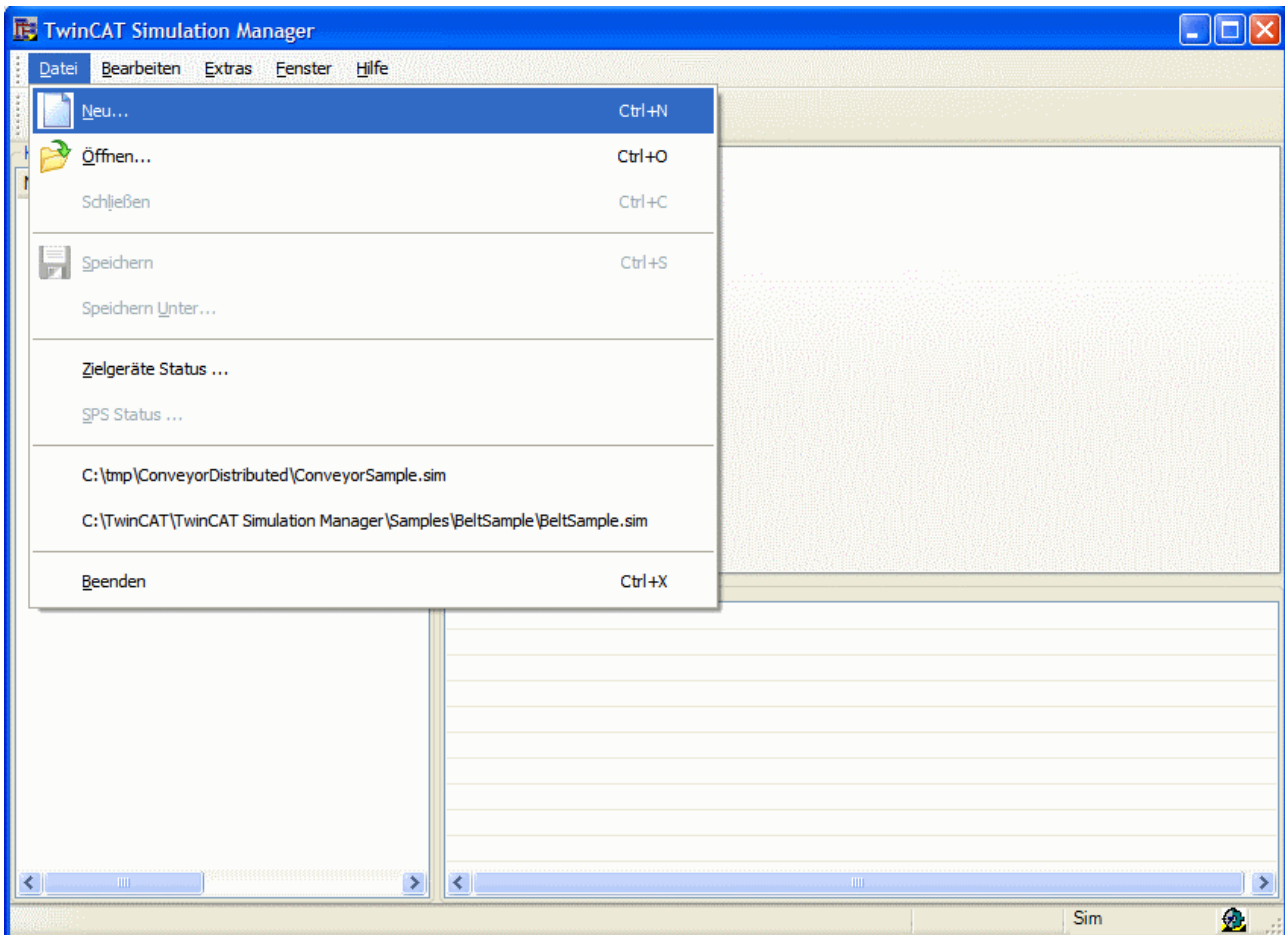 TwinCAT Simulation Manager
Datei Bearbeiten Extras Fenster Hilfe
Neu... Ctrl+N
Öffnen... Ctrl+O
Schließen Ctrl+C
Speichern Ctrl+S
Speichern Unter...
Zielgeräte Status ...
SPS Status ...
C:\tmp\ConveyorDistributed\ConveyorSample.sim
C:\TwinCAT\TwinCAT Simulation Manager\Samples\BeltSample\BeltSample.sim
Beenden Ctrl+X
Sim